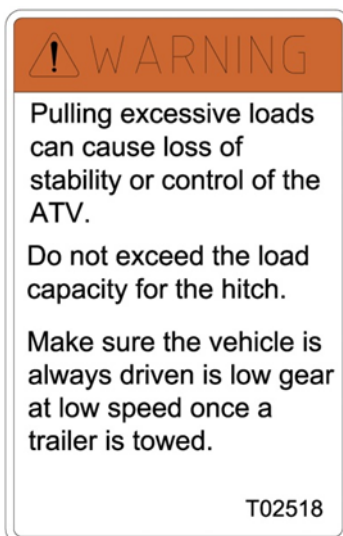 WARNING
Pulling excessive loads
can cause loss of
stability or control of the
ATV.
Do not exceed the load
capacity for the hitch.
Make sure the vehicle is
always driven is low gear
at low speed once a
trailer is towed.
T02518